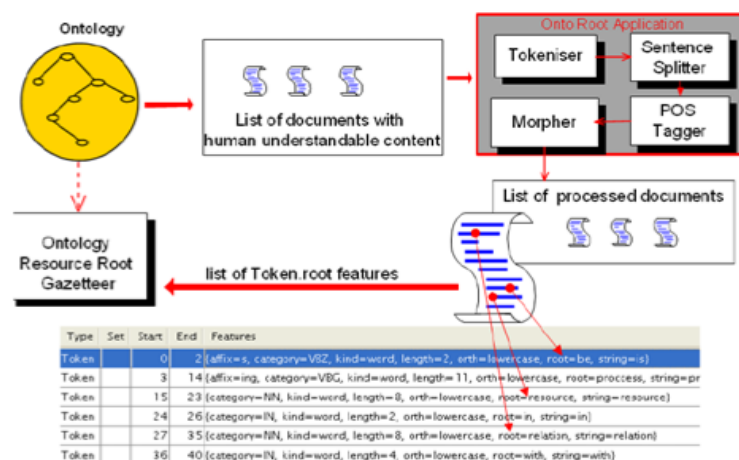 Ontology
List of documents with
human understandable content
Onto Root Application
Tokeniser
Sentence
Splitter
Morpher
POS
Tagger
List of processed documents
Ontology
Resource Root
Gazetteer
list of Token.root features
Type Set Start End Features
Token 0 2 {affix=s, category=VBZ, kind=word, length=2, orth=lowercase, root=be, string=is}
Token 3 14 {affix=ing, category=VBG, kind=word, length=11, orth=lowercase, root=proccess, string=pr
Token 15 23 {category=NN, kind=word, length=8, orth=lowercase, root=resource, string=resource}
Token 24 26 {category=IN, kind=word, length=2, orth=lowercase, root=in, string=in}
Token 27 35 {category=NN, kind=word, length=8, orth=lowercase, root=relation, string=relation}
Token 36 40 {category=IN, kind=word, length=4, orth=lowercase, root=with, string=with}